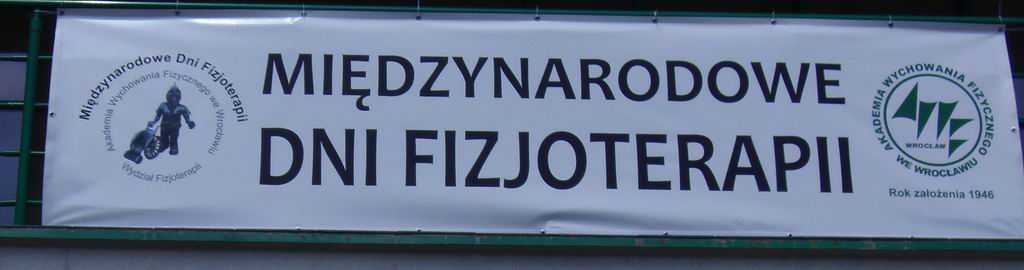 Międzynarodowe Dni Fizjoterapii
Akademia Wychowania Fizycznego we Wrocławiu
Wydział Fizjoterapii
MIĘDZYNARODOWE
DNI FIZJOTERAPII
AKADEMIA WYCHOWANIA FIZYCZNEGO
WE WROCŁAWIU
AWF
WROCŁAW
Rok założenia 1946